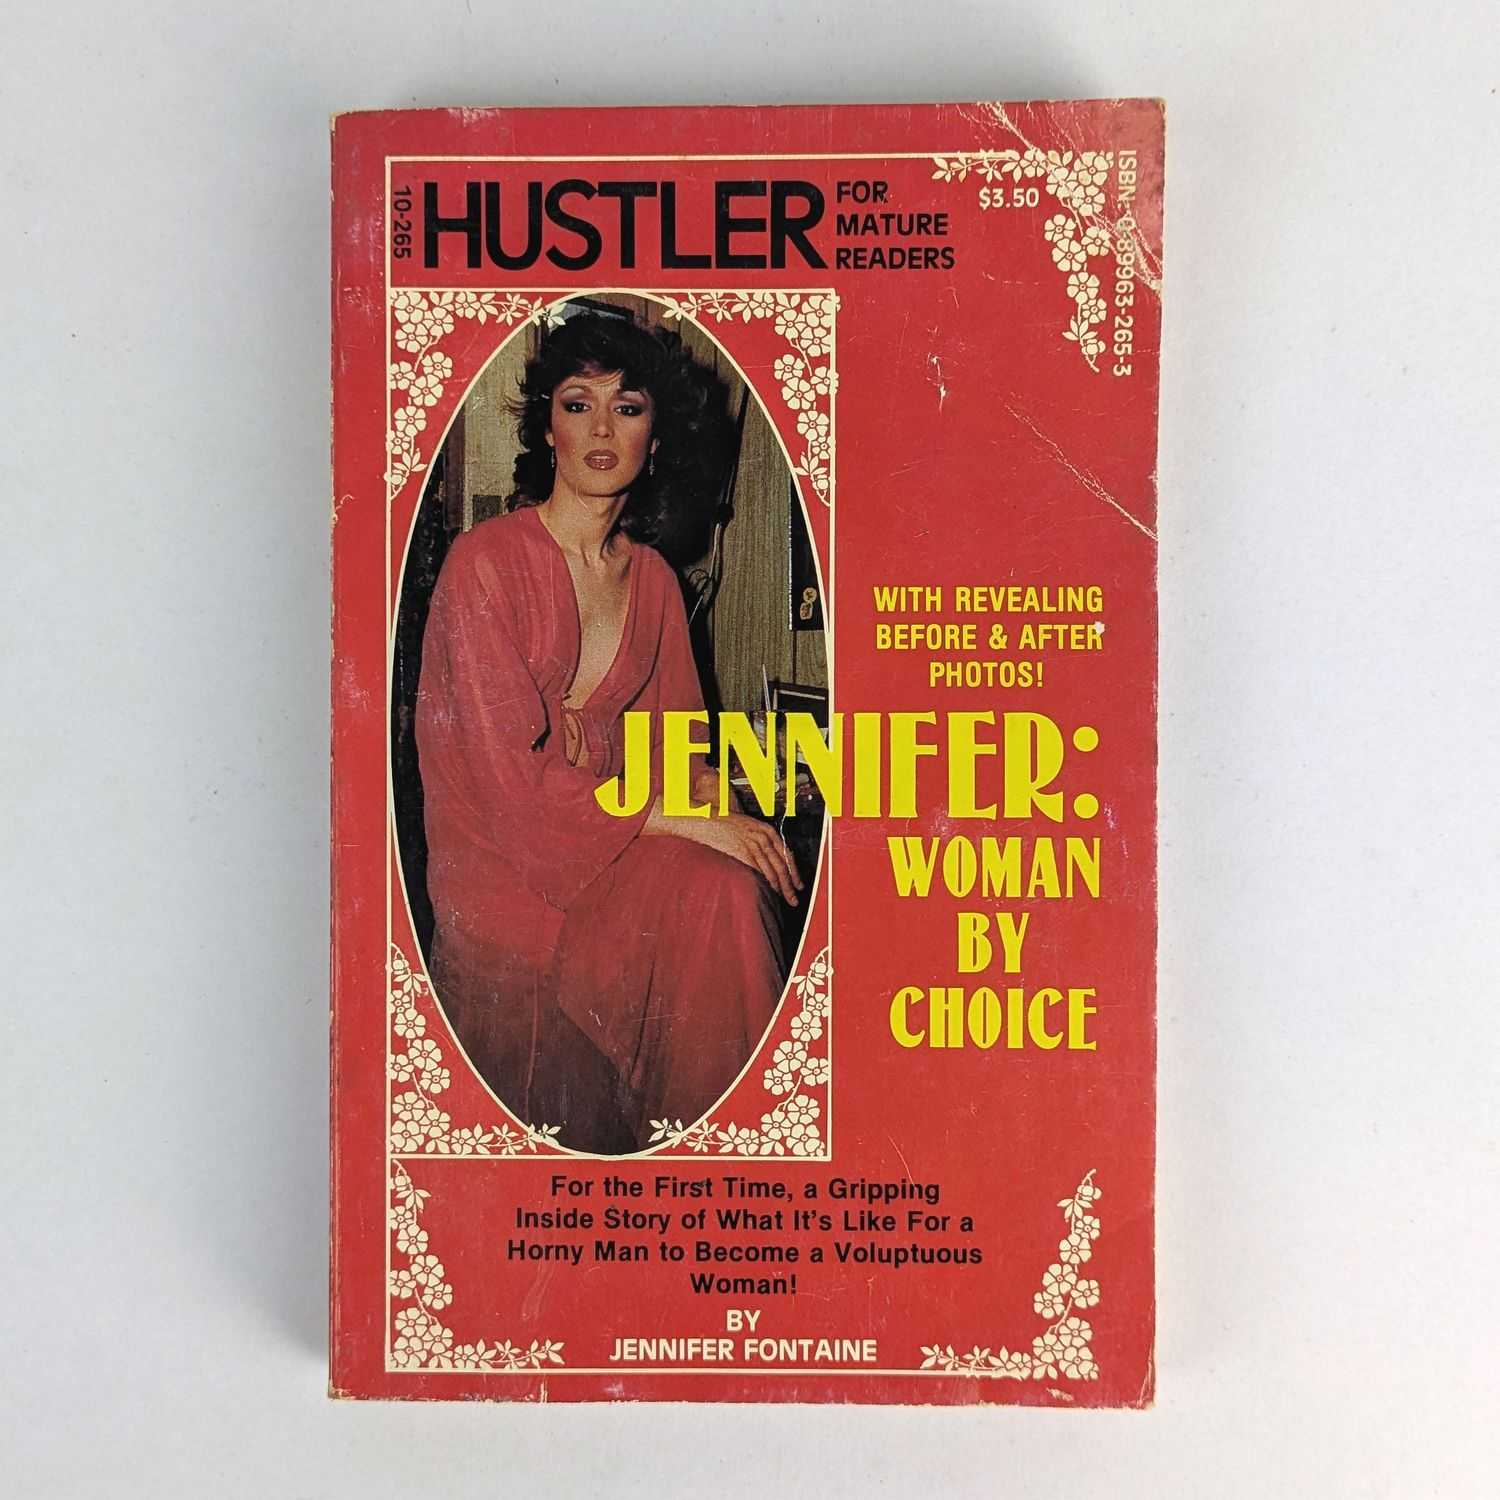 10-265
HUSTLER
FOR
MATURE
READERS
$3.50
ISBN: 0-89963-265-3
WITH REVEALING
BEFORE & AFTER
PHOTOS!
JENNIFER:
WOMAN
BY
CHOICE
For the First Time, a Gripping
Inside Story of What It's Like For a
Horny Man to Become a Voluptuous
Woman!
BY
JENNIFER FONTAINE